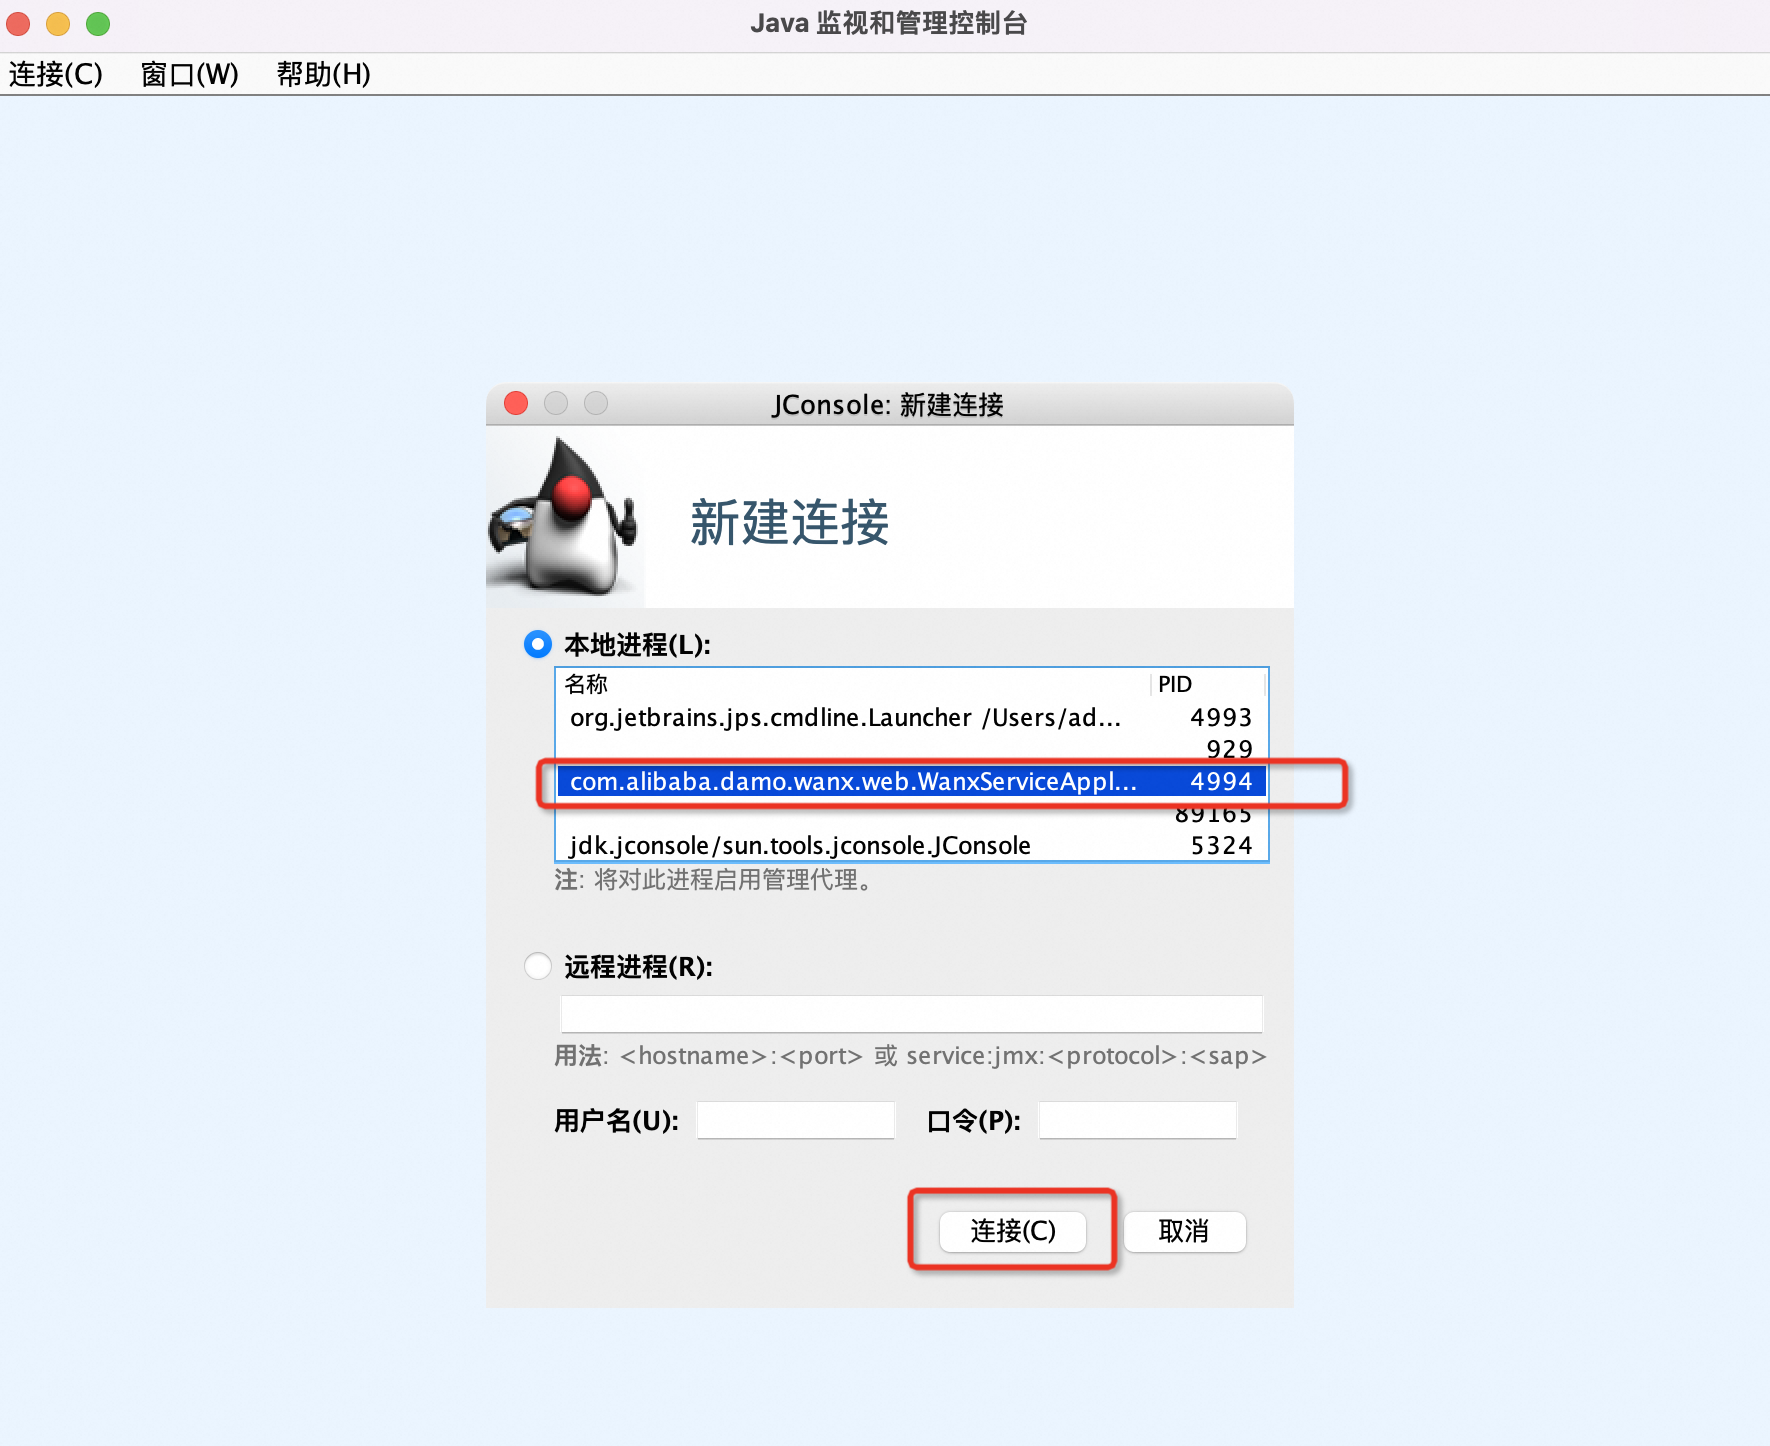 Java 监视和管理控制台
连接(C) 窗口(W) 帮助(H)
JConsole: 新建连接
新建连接
本地进程(L):
名称 PID
org.jetbrains.jps.cmdline.Launcher /Users/ad... 4993
929
com.alibaba.damo.wanx.web.WanxServiceAppl... 4994
89165
jdk.jconsole/sun.tools.jconsole.JConsole 5324
注: 将对此进程启用管理代理。
远程进程(R):
用法: <hostname>:<port> 或 service:jmx:<protocol>:<sap>
用户名(U): 口令(P):
连接(C) 取消